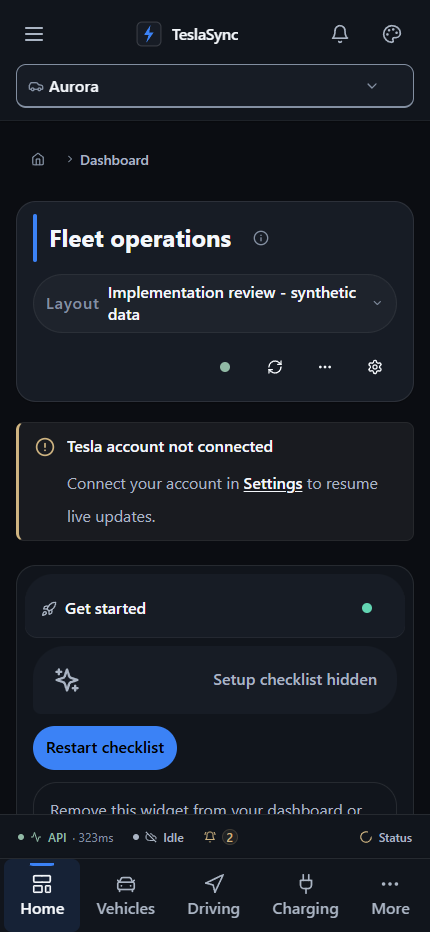 TeslaSync
Aurora
Dashboard
Fleet operations
Layout
Implementation review - synthetic
data
Tesla account not connected
Connect your account in Settings to resume
live updates.
Get started
Setup checklist hidden
Restart checklist
Remove this widget from your dashboard or
API · 323ms
Idle
2
Status
Home
Vehicles
Driving
Charging
More